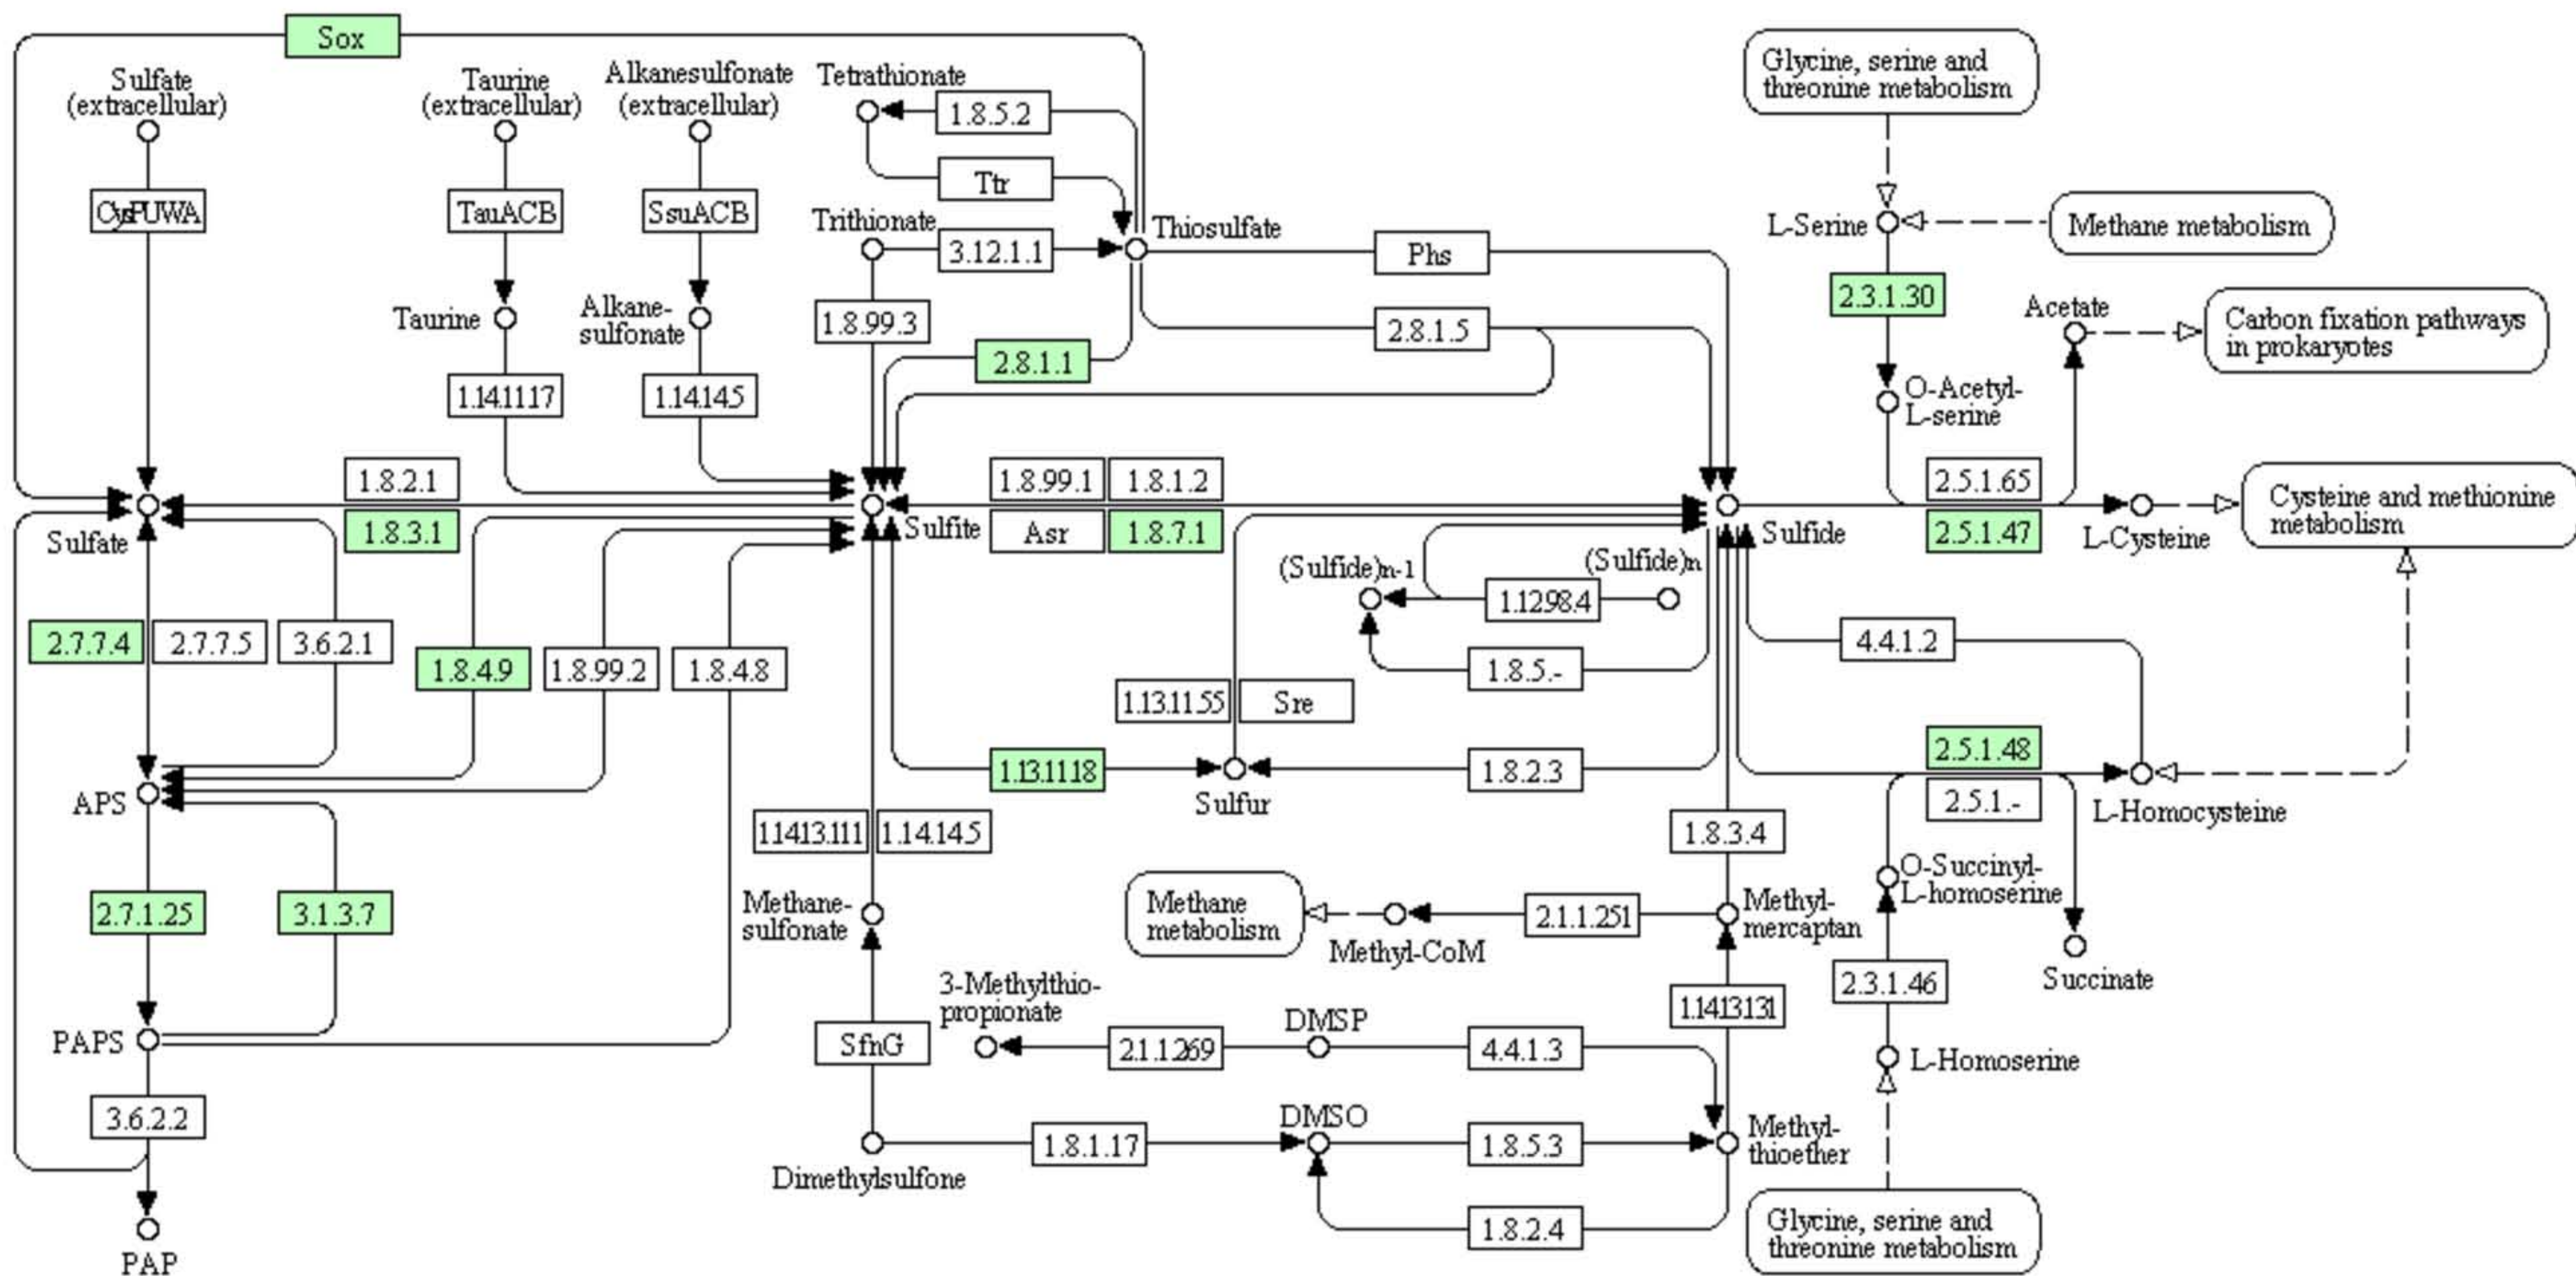 Sox
Sulfate
(extracellular)
Taurine
(extracellular)
Alkanesulfonate
(extracellular)
Tetrathionate
1.8.5.2
Glycine, serine and
threonine metabolism
CysPUWA
TauACB
SsuACB
Ttr
Trithionate
3.12.1.1
Thiosulfate
Phs
L-Serine
Methane metabolism
2.3.1.30
Taurine
Alkane-
sulfonate
1.8.99.3
2.8.1.5
Acetate
Carbon fixation pathways
in prokaryotes
2.8.1.1
1.14.11.17
1.14.14.5
O-Acetyl-
L-serine
1.8.2.1
1.8.99.1
1.8.1.2
2.5.1.65
Cysteine and methionine
metabolism
Sulfate
1.8.3.1
Sulfite
Asr
1.8.7.1
Sulfide
2.5.1.47
L-Cysteine
(Sulfide)n-1
(Sulfide)n
1.12.98.4
2.7.7.4
2.7.7.5
3.6.2.1
1.8.4.9
1.8.99.2
1.8.4.8
1.8.5.-
4.4.1.2
1.13.11.55
Sre
1.13.11.18
1.8.2.3
2.5.1.48
APS
Sulfur
2.5.1.-
L-Homocysteine
1.14.13.111
1.14.14.5
1.8.3.4
2.7.1.25
3.1.3.7
Methane-
sulfonate
Methane
metabolism
Methyl-CoM
2.1.1.251
Methyl-
mercaptan
O-Succinyl-
L-homoserine
Succinate
2.3.1.46
3-Methylthio-
propionate
1.14.13.131
PAPS
SfnG
2.1.1.269
DMSP
4.4.1.3
L-Homoserine
3.6.2.2
Dimethylsulfone
1.8.1.17
DMSO
1.8.5.3
Methyl-
thioether
1.8.2.4
Glycine, serine and
threonine metabolism
PAP